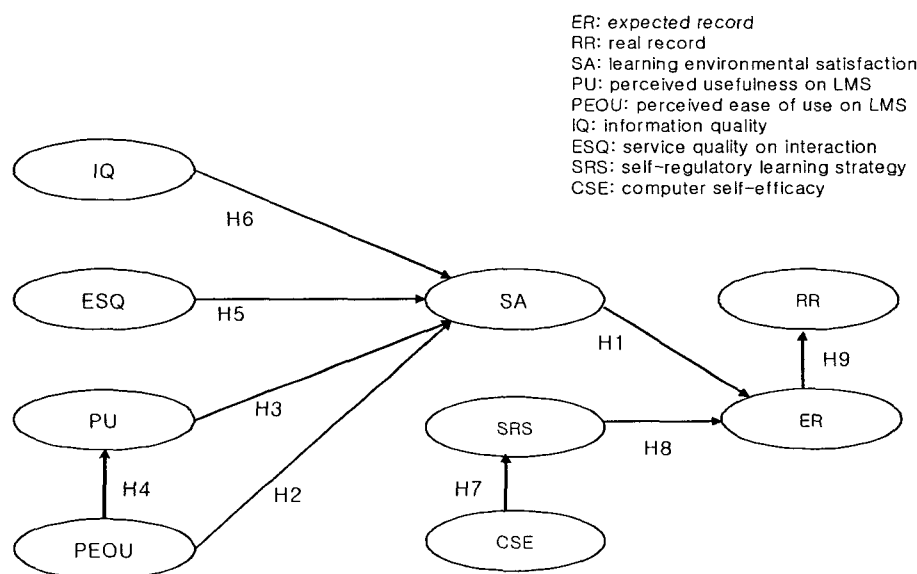 ER: expected record
RR: real record
SA: learning environmental satisfaction
PU: perceived usefulness on LMS
PEOU: perceived ease of use on LMS
IQ: information quality
ESQ: service quality on interaction
SRS: self-regulatory learning strategy
CSE: computer self-efficacy
IQ
H6
ESQ
H5
SA
RR
H1
H9
PU
H3
SRS
H8
ER
H4
H2
H7
PEOU
CSE